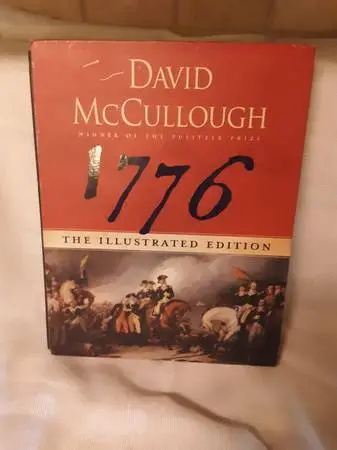 DAVID
McCULLOUGH
WINNER OF THE PULITZER PRIZE
1776
THE ILLUSTRATED EDITION